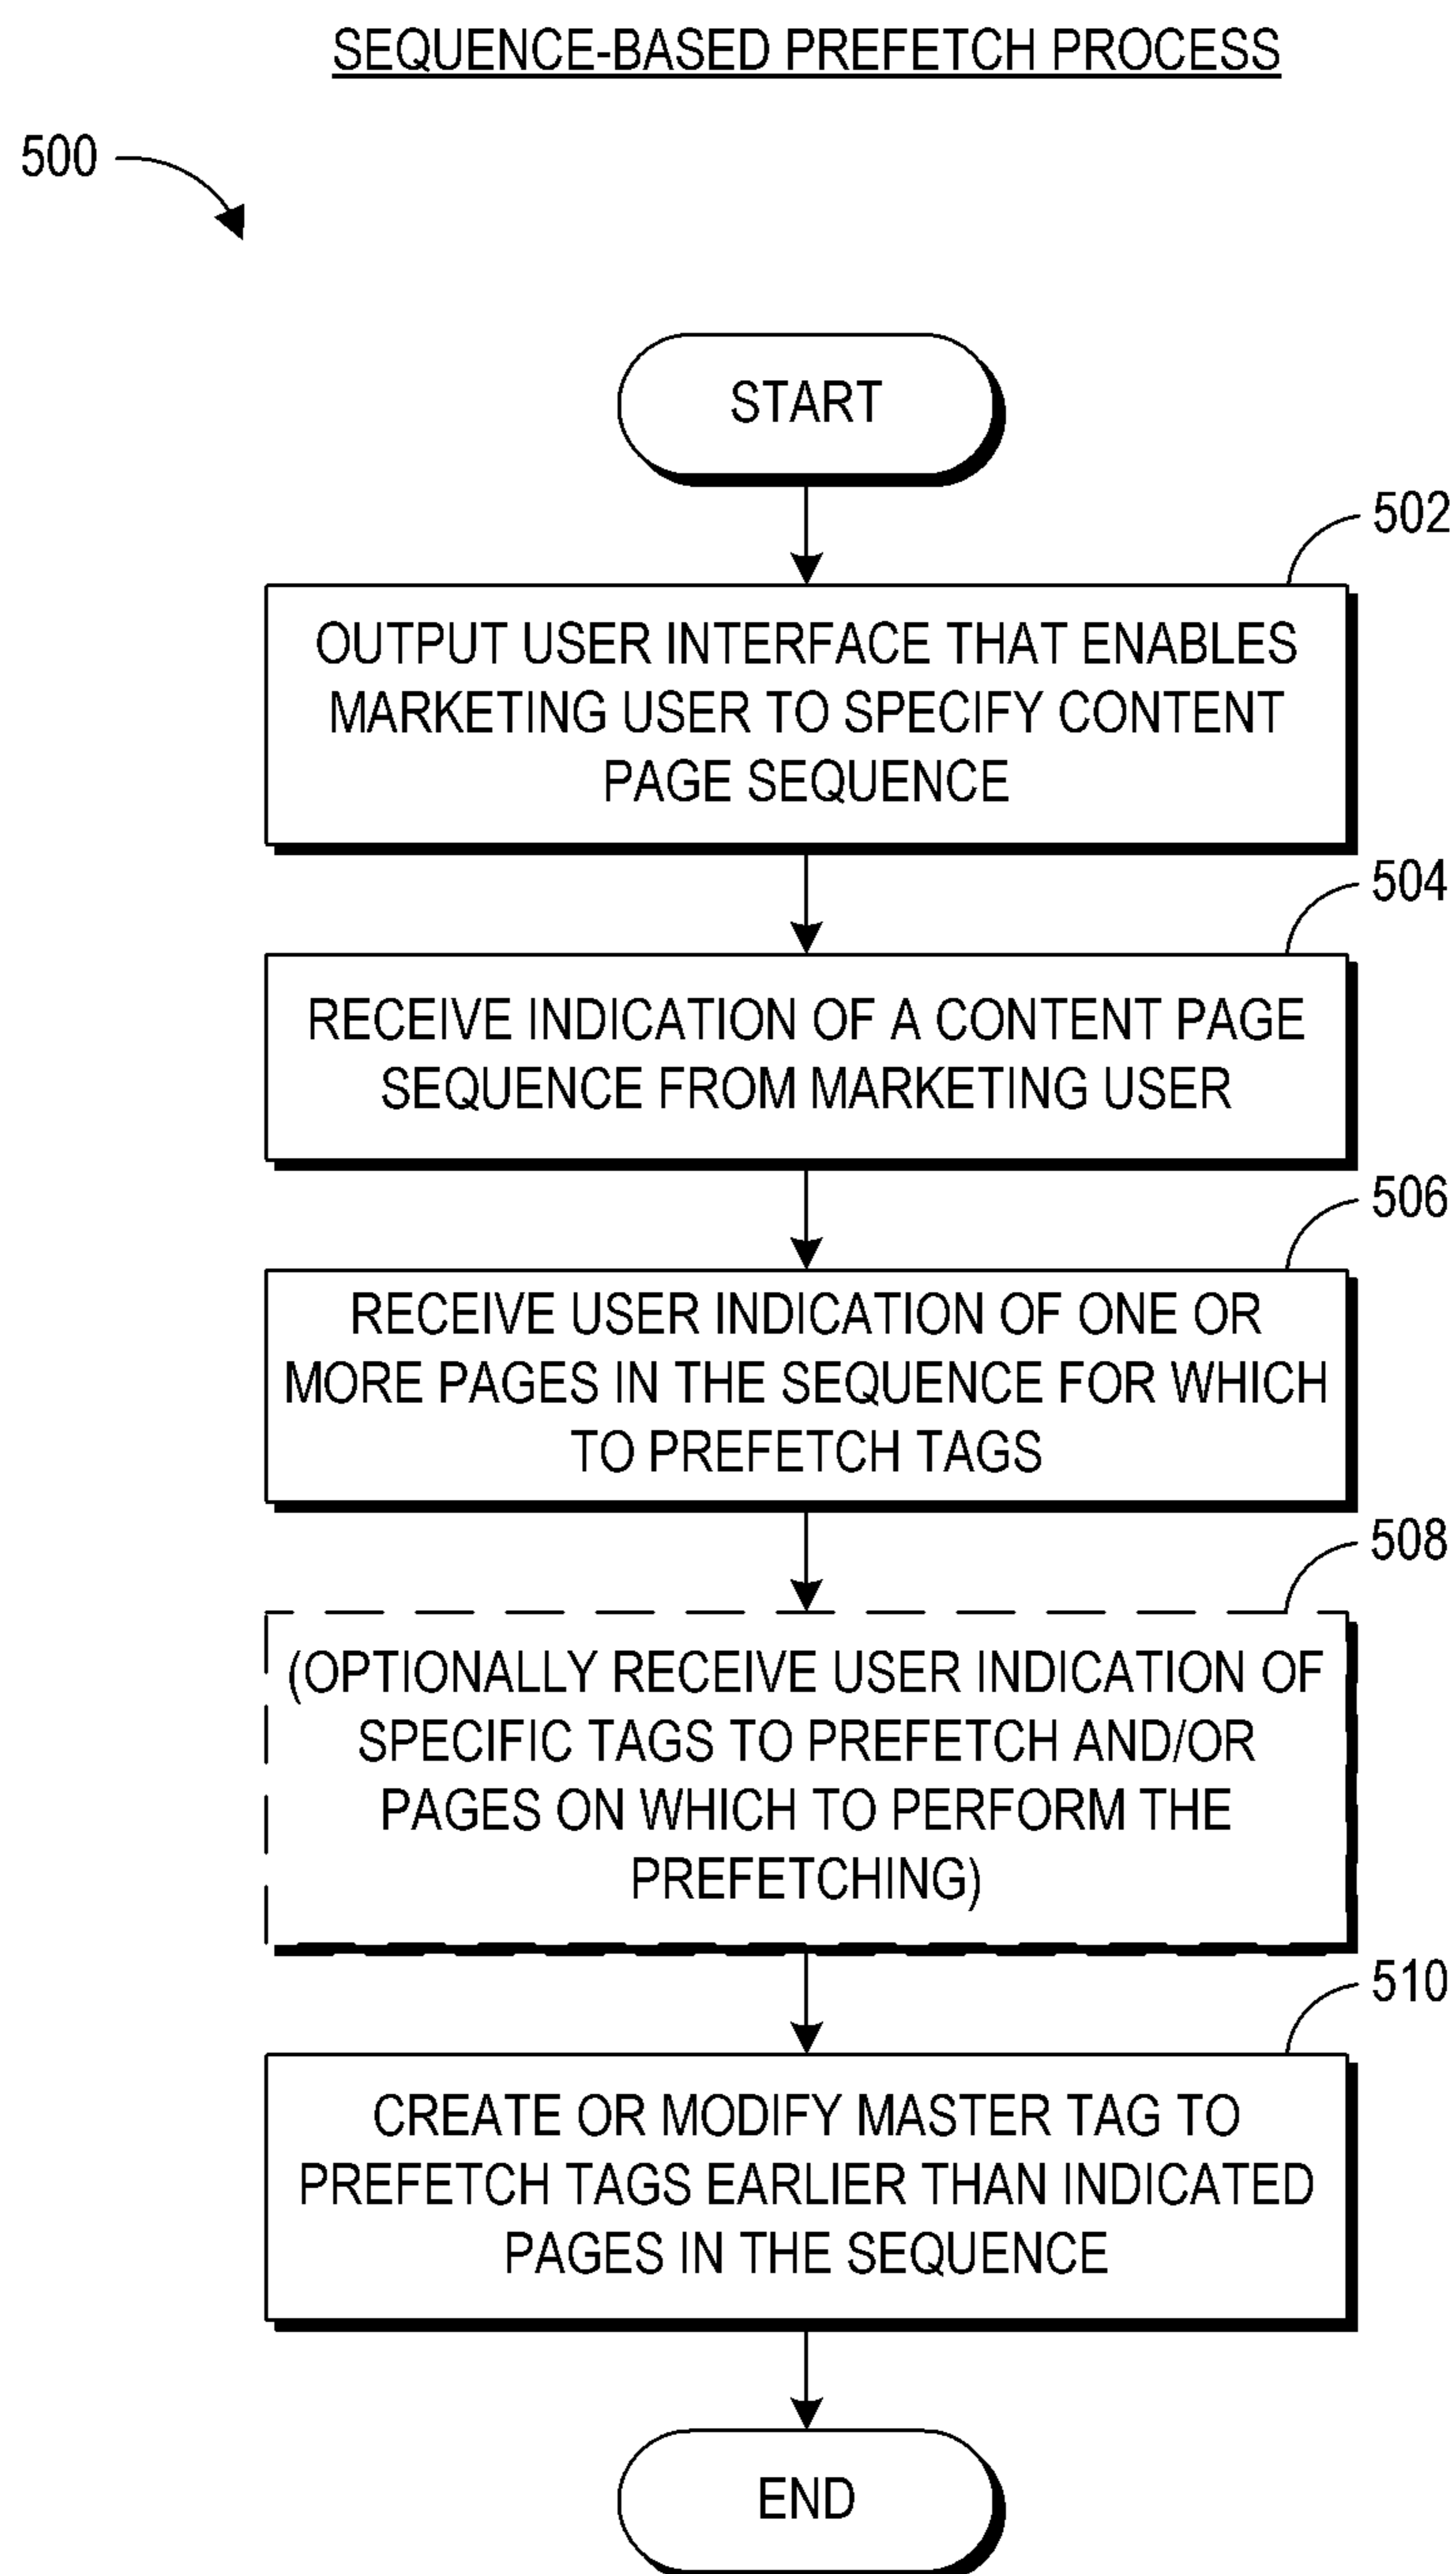 SEQUENCE-BASED PREFETCH PROCESS
500
START
502
OUTPUT USER INTERFACE THAT ENABLES
MARKETING USER TO SPECIFY CONTENT
PAGE SEQUENCE
504
RECEIVE INDICATION OF A CONTENT PAGE
SEQUENCE FROM MARKETING USER
506
RECEIVE USER INDICATION OF ONE OR
MORE PAGES IN THE SEQUENCE FOR WHICH
TO PREFETCH TAGS
508
(OPTIONALLY RECEIVE USER INDICATION OF
SPECIFIC TAGS TO PREFETCH AND/OR
PAGES ON WHICH TO PERFORM THE
PREFETCHING)
510
CREATE OR MODIFY MASTER TAG TO
PREFETCH TAGS EARLIER THAN INDICATED
PAGES IN THE SEQUENCE
END